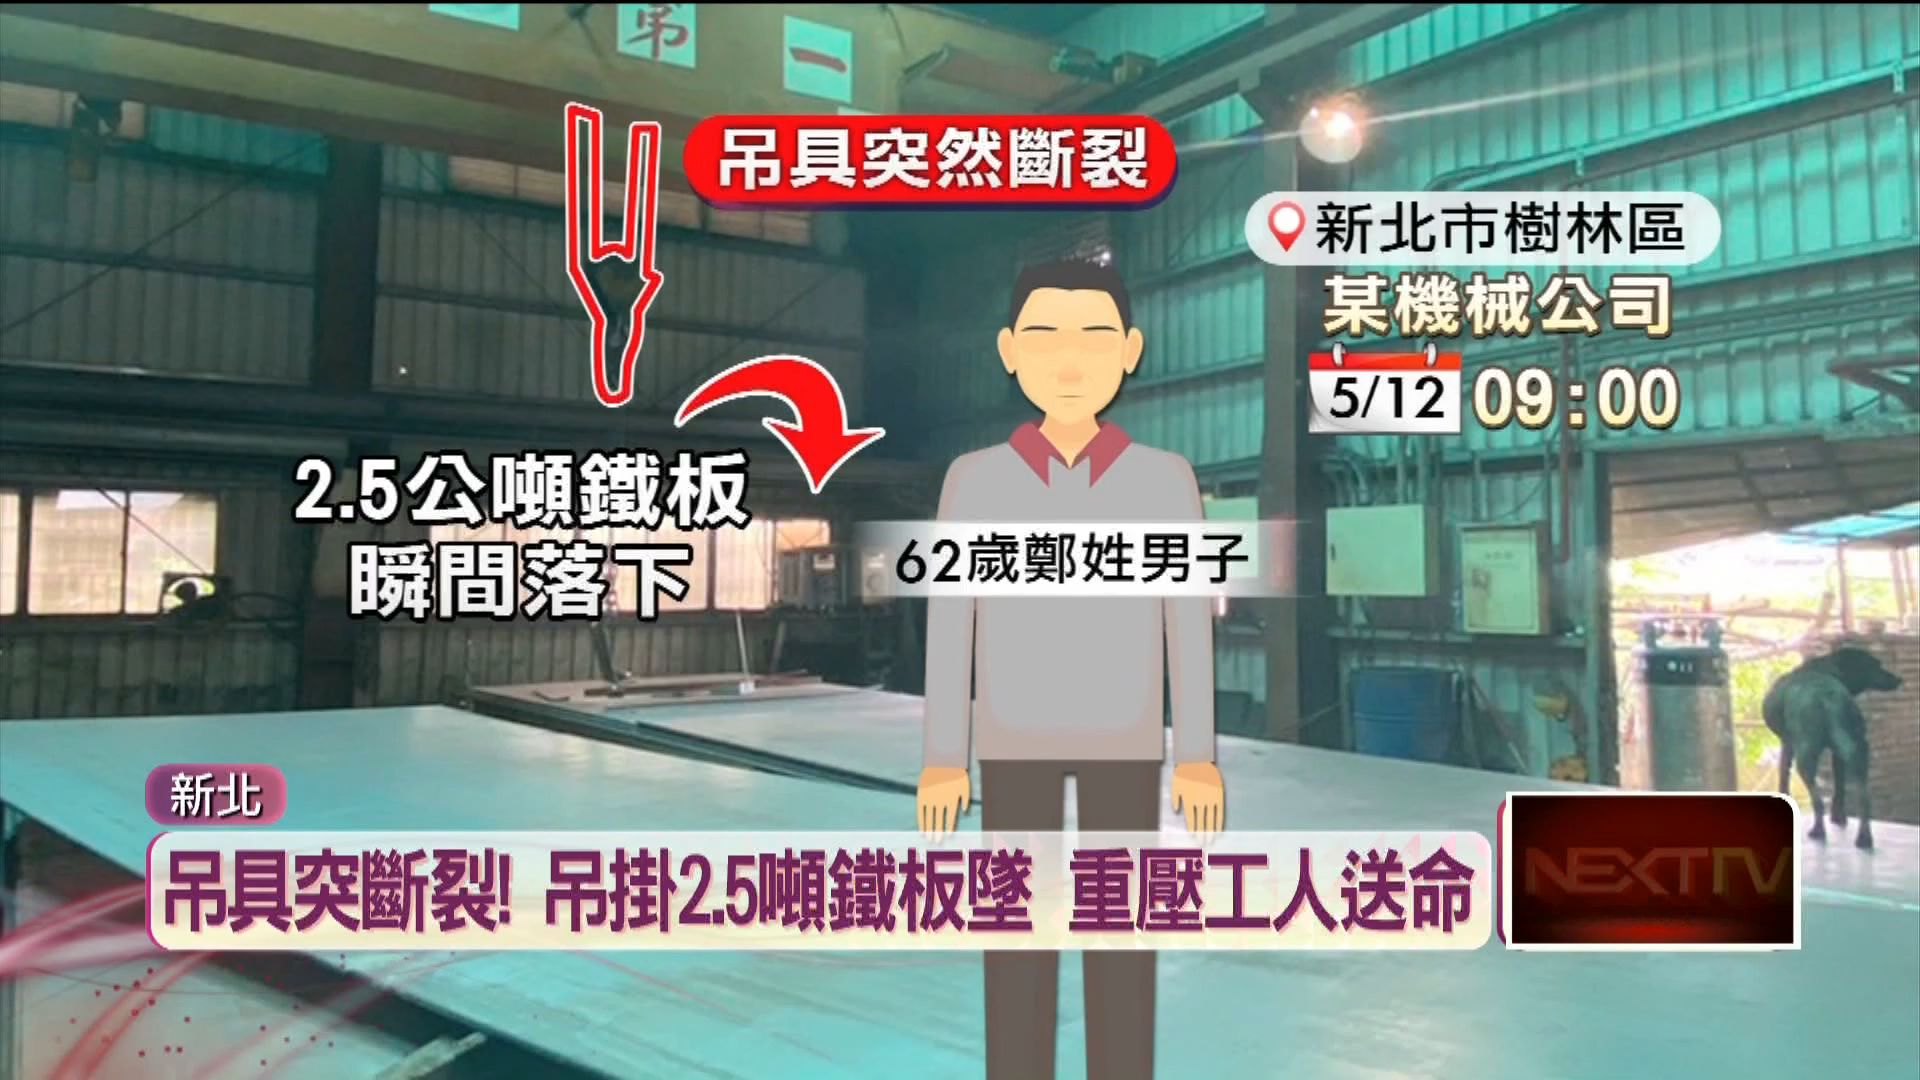 第一
吊具突然斷裂
新北市樹林區
某機械公司
5/12 09:00
2.5公噸鐵板
瞬間落下
62歲鄭姓男子
新北
吊具突斷裂! 吊掛2.5噸鐵板墜 重壓工人送命
NEXTTV